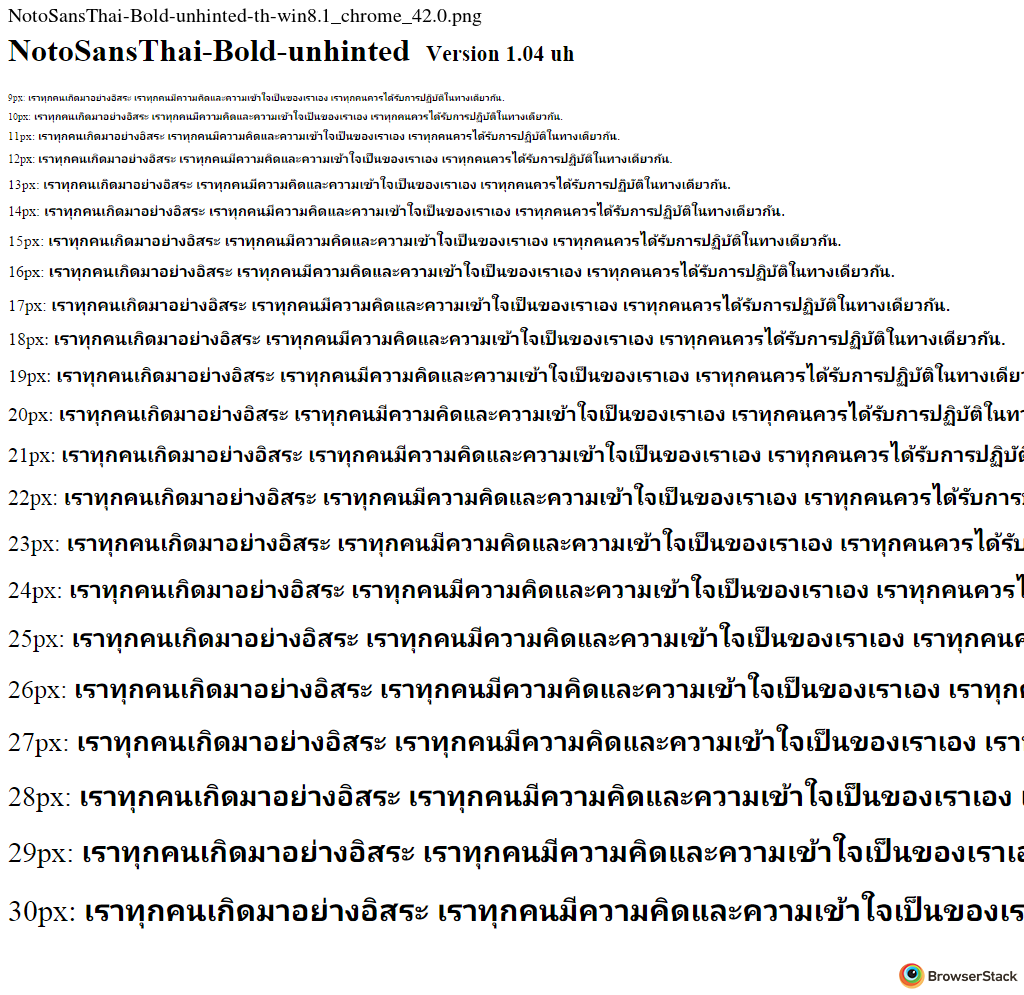 NotoSansThai-Bold-unhinted-th-win8.1_chrome_42.0.png
NotoSansThai-Bold-unhinted Version 1.04 uh
9px: เราทุกคนเกิดมาอย่างอิสระ เราทุกคนมีความคิดและความเข้าใจเป็นของเราเอง เราทุกคนควรได้รับการปฏิบัติในทางเดียวกัน.
10px: เราทุกคนเกิดมาอย่างอิสระ เราทุกคนมีความคิดและความเข้าใจเป็นของเราเอง เราทุกคนควรได้รับการปฏิบัติในทางเดียวกัน.
11px: เราทุกคนเกิดมาอย่างอิสระ เราทุกคนมีความคิดและความเข้าใจเป็นของเราเอง เราทุกคนควรได้รับการปฏิบัติในทางเดียวกัน.
12px: เราทุกคนเกิดมาอย่างอิสระ เราทุกคนมีความคิดและความเข้าใจเป็นของเราเอง เราทุกคนควรได้รับการปฏิบัติในทางเดียวกัน.
13px: เราทุกคนเกิดมาอย่างอิสระ เราทุกคนมีความคิดและความเข้าใจเป็นของเราเอง เราทุกคนควรได้รับการปฏิบัติในทางเดียวกัน.
14px: เราทุกคนเกิดมาอย่างอิสระ เราทุกคนมีความคิดและความเข้าใจเป็นของเราเอง เราทุกคนควรได้รับการปฏิบัติในทางเดียวกัน.
15px: เราทุกคนเกิดมาอย่างอิสระ เราทุกคนมีความคิดและความเข้าใจเป็นของเราเอง เราทุกคนควรได้รับการปฏิบัติในทางเดียวกัน.
16px: เราทุกคนเกิดมาอย่างอิสระ เราทุกคนมีความคิดและความเข้าใจเป็นของเราเอง เราทุกคนควรได้รับการปฏิบัติในทางเดียวกัน.
17px: เราทุกคนเกิดมาอย่างอิสระ เราทุกคนมีความคิดและความเข้าใจเป็นของเราเอง เราทุกคนควรได้รับการปฏิบัติในทางเดียวกัน.
18px: เราทุกคนเกิดมาอย่างอิสระ เราทุกคนมีความคิดและความเข้าใจเป็นของเราเอง เราทุกคนควรได้รับการปฏิบัติในทางเดียวกัน.
19px: เราทุกคนเกิดมาอย่างอิสระ เราทุกคนมีความคิดและความเข้าใจเป็นของเราเอง เราทุกคนควรได้รับการปฏิบัติในทางเดีย
20px: เราทุกคนเกิดมาอย่างอิสระ เราทุกคนมีความคิดและความเข้าใจเป็นของเราเอง เราทุกคนควรได้รับการปฏิบัติในทา
21px: เราทุกคนเกิดมาอย่างอิสระ เราทุกคนมีความคิดและความเข้าใจเป็นของเราเอง เราทุกคนควรได้รับการปฏิบัติ
22px: เราทุกคนเกิดมาอย่างอิสระ เราทุกคนมีความคิดและความเข้าใจเป็นของเราเอง เราทุกคนควรได้รับการ
23px: เราทุกคนเกิดมาอย่างอิสระ เราทุกคนมีความคิดและความเข้าใจเป็นของเราเอง เราทุกคนควรได้รับ
24px: เราทุกคนเกิดมาอย่างอิสระ เราทุกคนมีความคิดและความเข้าใจเป็นของเราเอง เราทุกคนควรไ
25px: เราทุกคนเกิดมาอย่างอิสระ เราทุกคนมีความคิดและความเข้าใจเป็นของเราเอง เราทุกคนค
26px: เราทุกคนเกิดมาอย่างอิสระ เราทุกคนมีความคิดและความเข้าใจเป็นของเราเอง เราทุก
27px: เราทุกคนเกิดมาอย่างอิสระ เราทุกคนมีความคิดและความเข้าใจเป็นของเราเอง เรา
28px: เราทุกคนเกิดมาอย่างอิสระ เราทุกคนมีความคิดและความเข้าใจเป็นของเราเอง
29px: เราทุกคนเกิดมาอย่างอิสระ เราทุกคนมีความคิดและความเข้าใจเป็นของเราเอ
30px: เราทุกคนเกิดมาอย่างอิสระ เราทุกคนมีความคิดและความเข้าใจเป็นของเร
BrowserStack